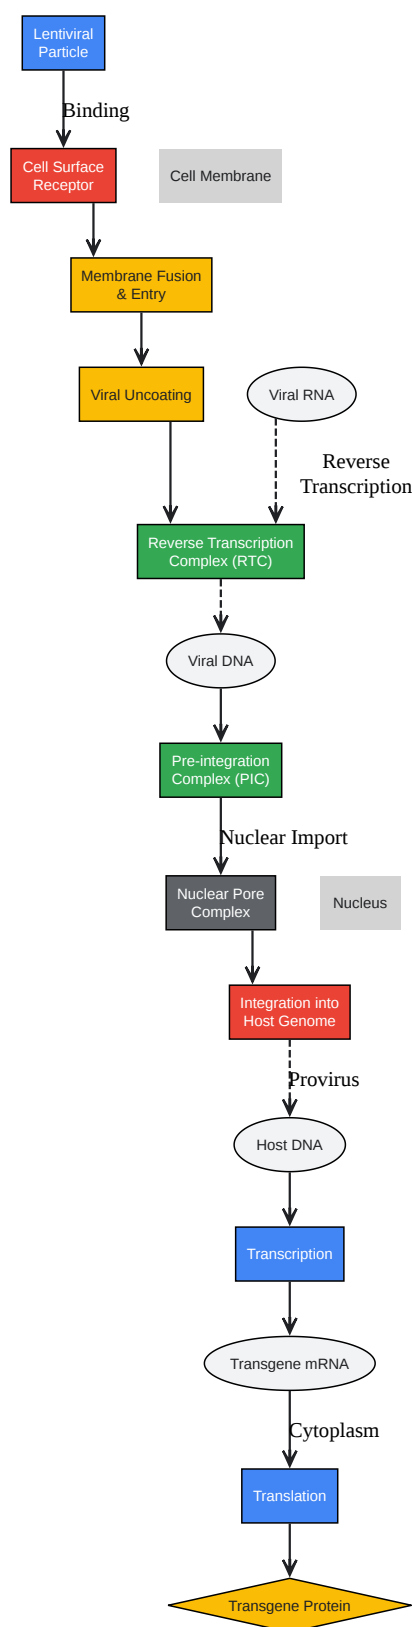 Lentiviral
Particle
Binding
Cell Surface
Receptor
Cell Membrane
Membrane Fusion
& Entry
Viral Uncoating
Viral RNA
Reverse
Transcription
Reverse Transcription
Complex (RTC)
Viral DNA
Pre-integration
Complex (PIC)
Nuclear Import
Nuclear Pore
Complex
Nucleus
Integration into
Host Genome
Provirus
Host DNA
Transcription
Transgene mRNA
Cytoplasm
Translation
Transgene Protein